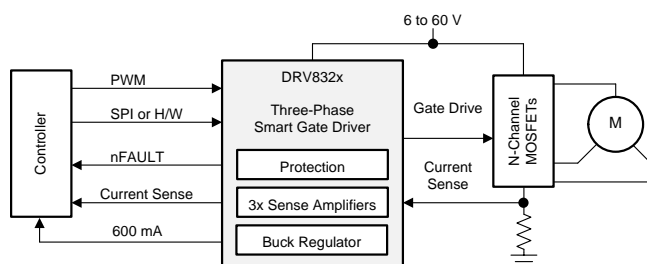 6 to 60 V
Controller
PWM
SPI or H/W
nFAULT
Current Sense
600 mA
DRV832x
Three-Phase
Smart Gate Driver
Protection
3x Sense Amplifiers
Buck Regulator
Gate Drive
Current
Sense
N-Channel
MOSFETs
M